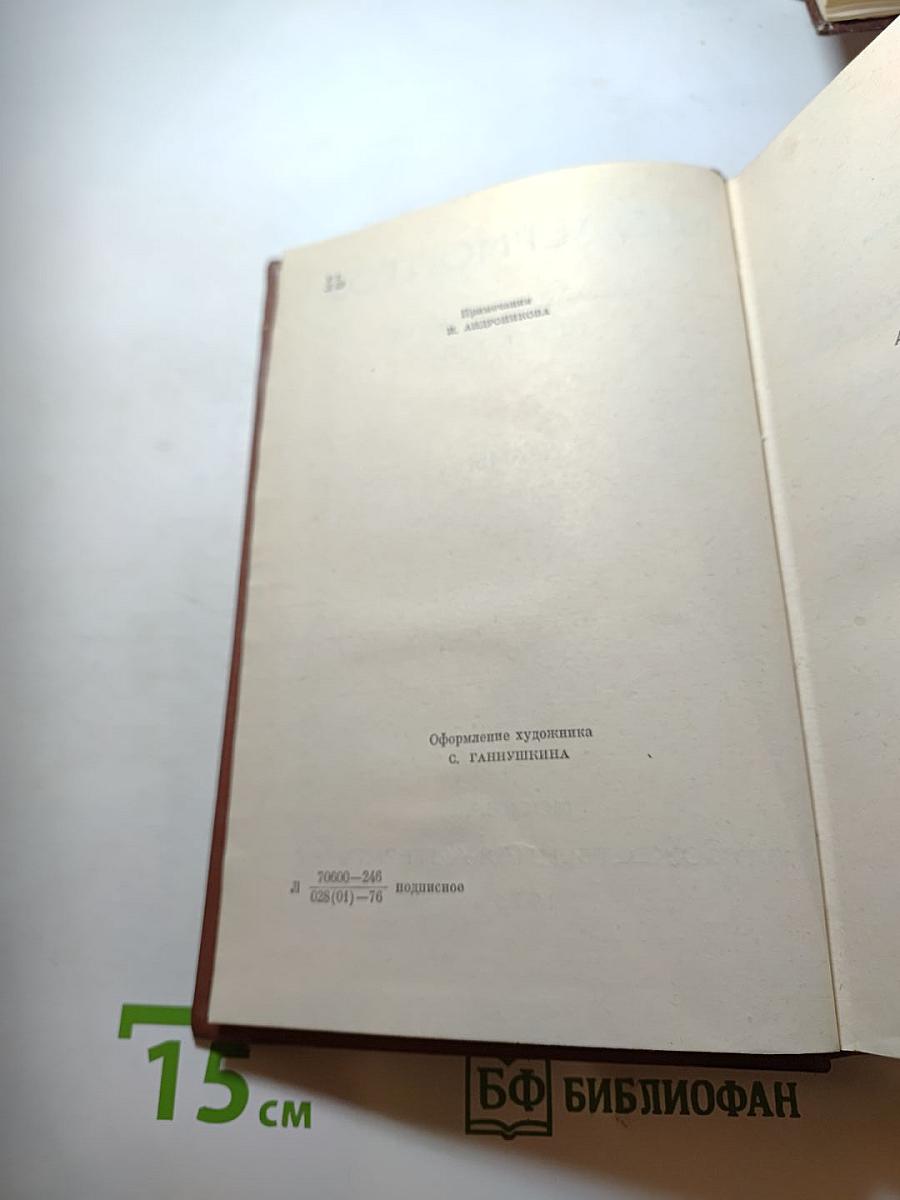 Примечания
И. АНДРОНИКОВА
Оформление художника
С. ГАННУШКИНА
Л 70600—246 подписное
028(01)—76
15 см
БФ БИБЛИОФАН